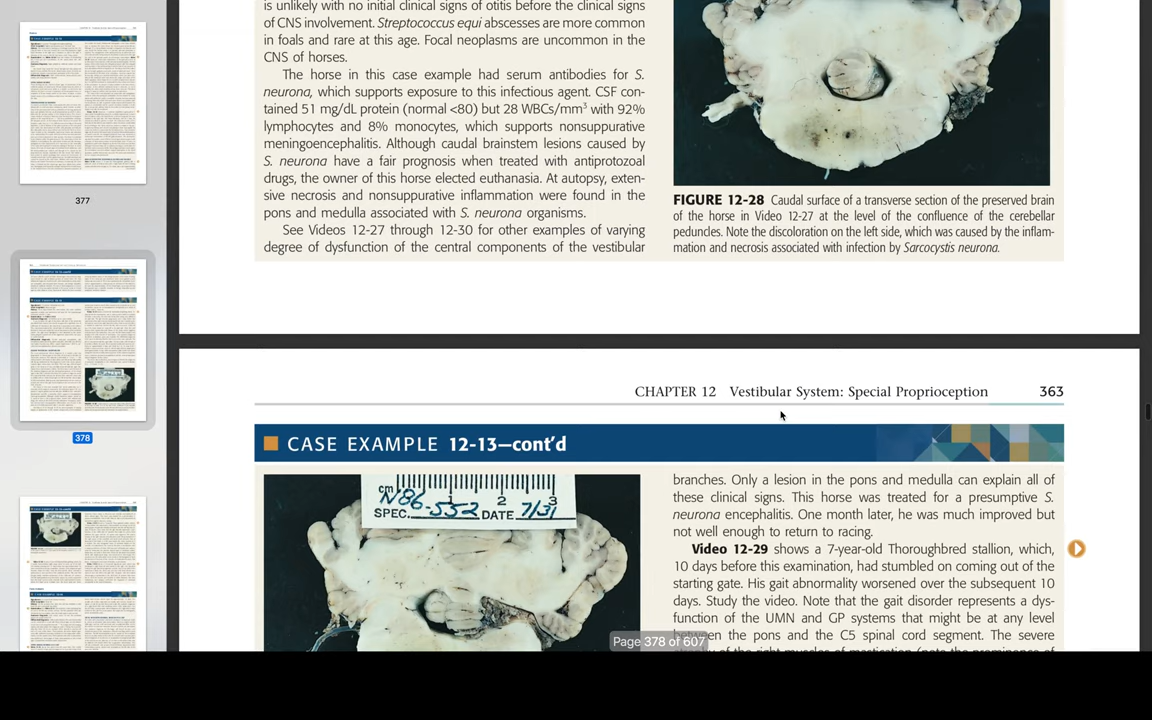 is unlikely with no initial clinical signs of otitis before the clinical signs
of CNS involvement. Streptococcus equi abscesses are more common
in foals and rare at this age. Focal neoplasms are uncommon in the
CNS of horses.
The horse in this case example had serum antibodies for S.
neurona, which supports exposure to this infectious agent. CSF con-
tained 51 mg/dL protein (normal <80) but 28 WBCs/mm³ with 92%
lymphocytes and 8% monocytes, which supports nonsuppurative
meningoencephalitis. Although caudal brainstem lesions caused by
S. neurona have a fair prognosis when treated with antiprotozoal
drugs, the owner of this horse elected euthanasia. At autopsy, exten-
sive necrosis and nonsuppurative inflammation were found in the
pons and medulla associated with S. neurona organisms.
See Videos 12-27 through 12-30 for other examples of varying
degree of dysfunction of the central components of the vestibular
FIGURE 12-28 Caudal surface of a transverse section of the preserved brain
of the horse in Video 12-27 at the level of the confluence of the cerebellar
peduncles. Note the discoloration on the left side, which was caused by the inflam-
mation and necrosis associated with infection by Sarcocystis neurona.
CHAPTER 12 Vestibular System: Special Proprioception 363
CASE EXAMPLE 12-13—cont'd
cm 1 2 3
N86-552 7/31
SPEC. DATE
branches. Only a lesion in the pons and medulla can explain all of
these clinical signs. This horse was treated for a presumptive S.
neurona encephalitis. One month later, he was much improved but
not well enough to return to racing.
Video 12-29 shows a 7-year-old Thoroughbred stallion, which,
10 days before this examination, had stumbled on coming out of the
starting gate. His gait abnormality worsened over the subsequent 10
days. Study the video. Note that the gait disorder represents a dys-
function of the UMN and GP systems that might be at any level
between the pons and the C5 spinal cord segment. The severe
Page 378 of 607
377
378